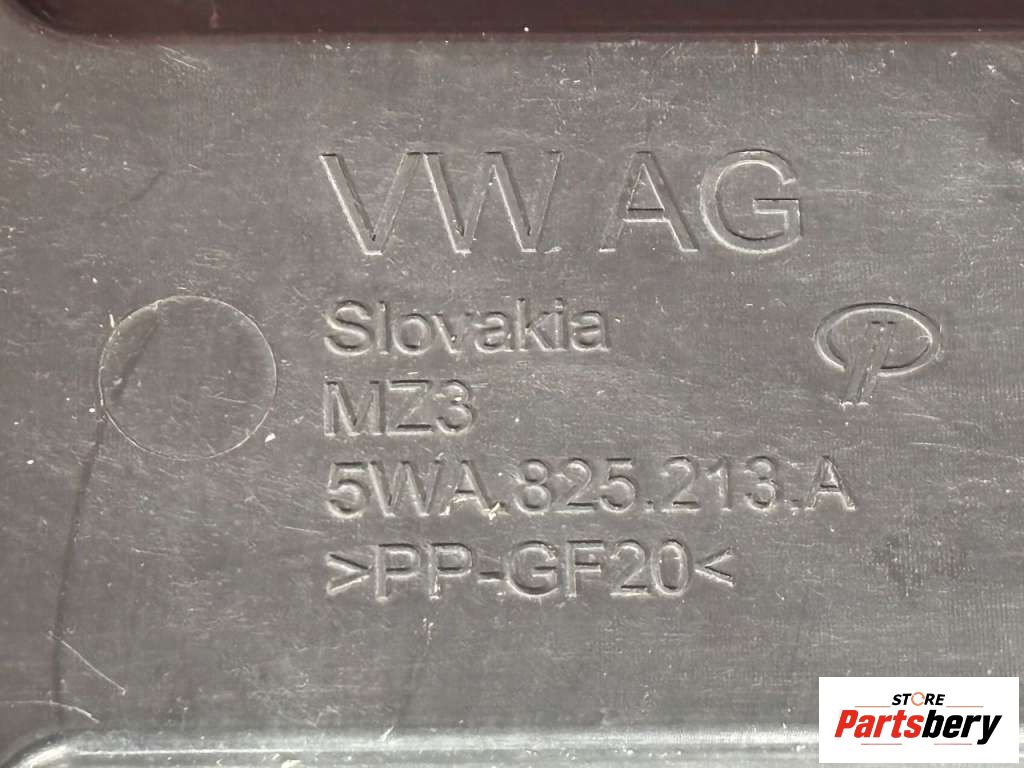 VW AG
Slovakia
MZ3
5WA.825.213.A
>PP-GF20<
STORE
Partsbery